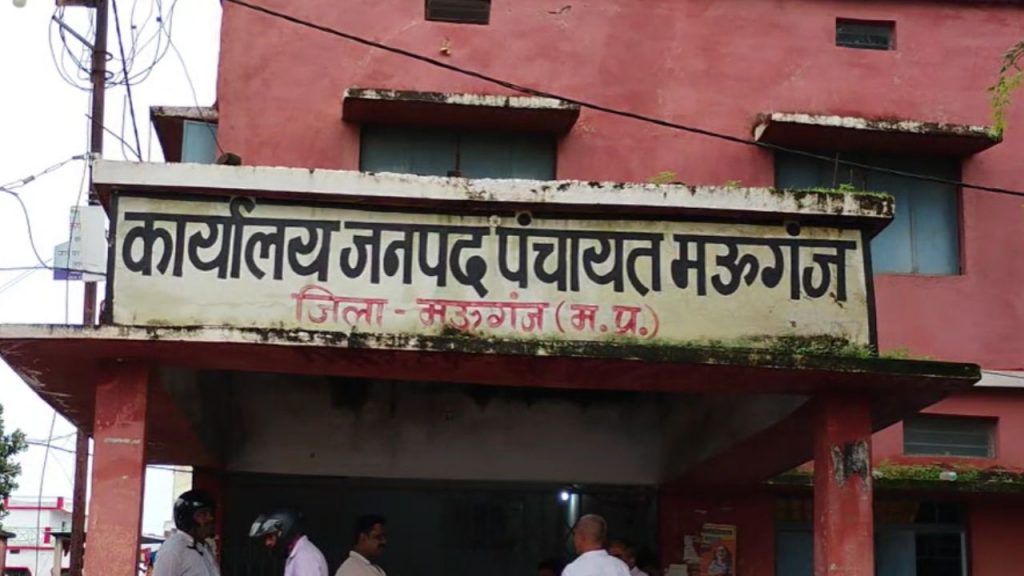 कार्यालय जनपद पंचायत मऊगंज
जिला - मऊगंज (म.प्र.)